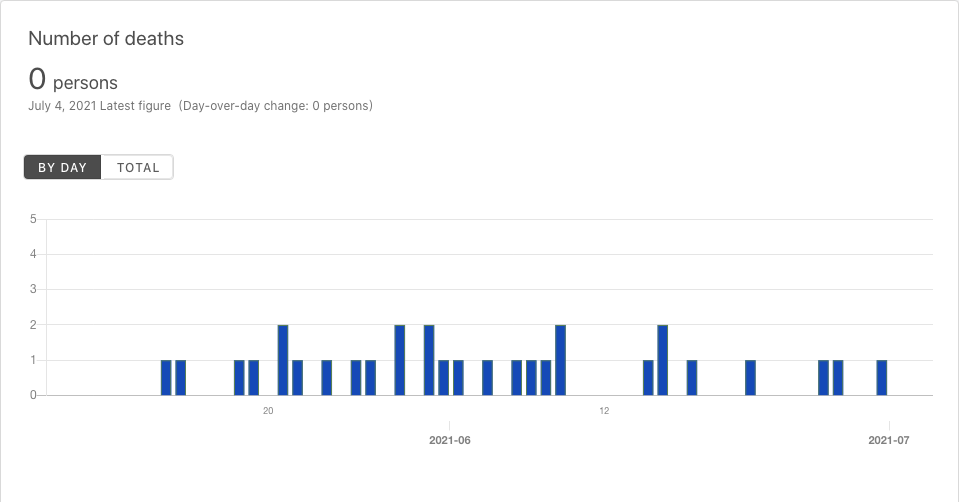 Number of deaths
0 persons
July 4, 2021 Latest figure (Day-over-day change: 0 persons)
BY DAY TOTAL
5
4
3
2
1
0
20 12
2021-06 2021-07